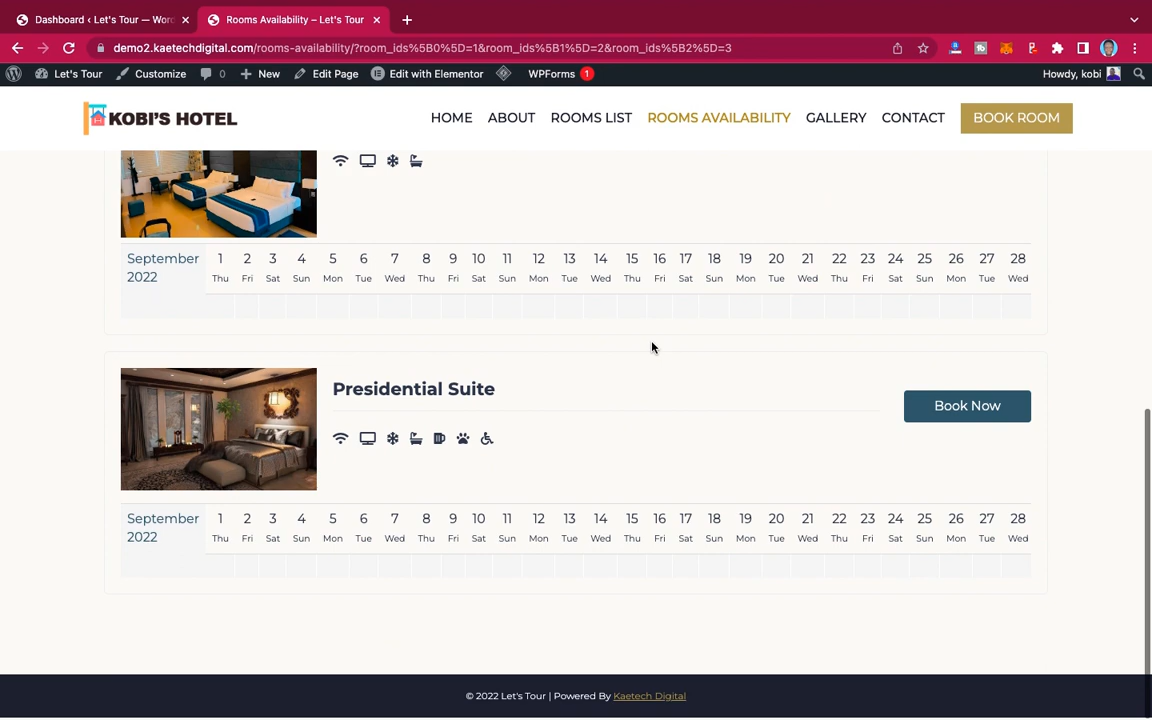 Dashboard ‹ Let's Tour — Wor
Rooms Availability – Let's Tour
demo2.kaetechdigital.com/rooms-availability/?room_ids%5B0%5D=1&room_ids%5B1%5D=2&room_ids%5B2%5D=3
Let's Tour Customize 0 New Edit Page Edit with Elementor WPForms 1 Howdy, kobi
KOBI'S HOTEL HOME ABOUT ROOMS LIST ROOMS AVAILABILITY GALLERY CONTACT BOOK ROOM
September 1 2 3 4 5 6 7 8 9 10 11 12 13 14 15 16 17 18 19 20 21 22 23 24 25 26 27 28
2022 Thu Fri Sat Sun Mon Tue Wed Thu Fri Sat Sun Mon Tue Wed Thu Fri Sat Sun Mon Tue Wed Thu Fri Sat Sun Mon Tue Wed
Presidential Suite
Book Now
September 1 2 3 4 5 6 7 8 9 10 11 12 13 14 15 16 17 18 19 20 21 22 23 24 25 26 27 28
2022 Thu Fri Sat Sun Mon Tue Wed Thu Fri Sat Sun Mon Tue Wed Thu Fri Sat Sun Mon Tue Wed Thu Fri Sat Sun Mon Tue Wed
© 2022 Let's Tour | Powered By Kaetech Digital